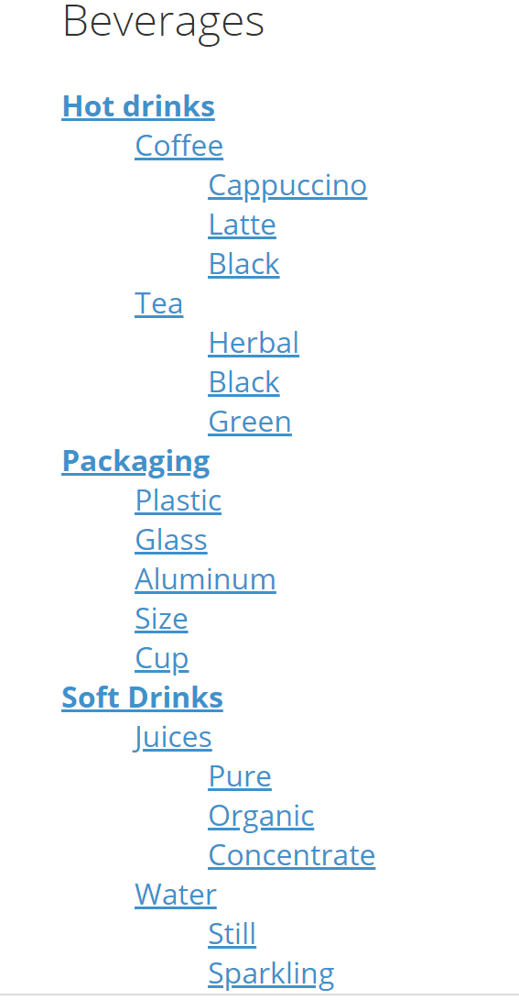 Beverages
Hot drinks
Coffee
Cappuccino
Latte
Black
Tea
Herbal
Black
Green
Packaging
Plastic
Glass
Aluminum
Size
Cup
Soft Drinks
Juices
Pure
Organic
Concentrate
Water
Still
Sparkling